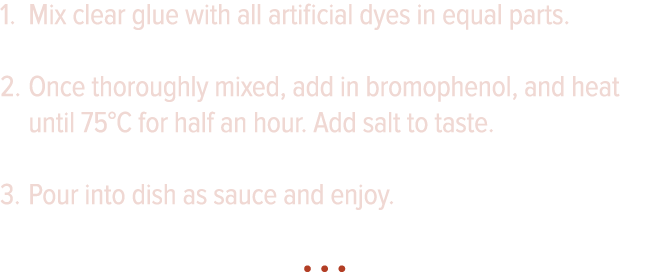 1. Mix clear glue with all artificial dyes in equal parts.
2. Once thoroughly mixed, add in bromophenol, and heat
until 75°C for half an hour. Add salt to taste.
3. Pour into dish as sauce and enjoy.
...